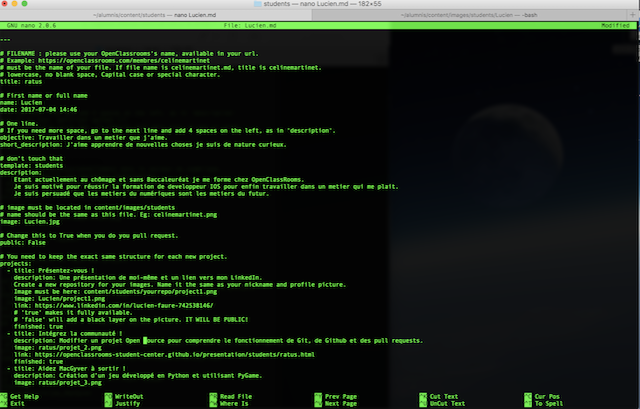 students — nano Lucien.md — 182×55
~/alumnis/content/students — nano Lucien.md
~/alumnis/content/images/students/Lucien — -bash
GNU nano 2.0.6
File: Lucien.md
Modified
---
# FILENAME : please use your OpenClassrooms's name, available in your url.
# Example: https://openclassrooms.com/membres/celinemartinet
# must be the name of your file. If file name is celinemartinet.md, title is celinemartinet.
# lowercase, no blank space, Capital case or special character.
title: ratus
# First name or full name
name: Lucien
date: 2017-07-04 14:46
# One line.
# If you need more space, go to the next line and add 4 spaces on the left, as in 'description'.
objective: Travailler dans un metier que j'aime.
short_description: J'aime apprendre de nouvelles choses je suis de nature curieux.
# don't touch that
template: students
description:
Etant actuellement au chômage et sans Baccaleuréat je me forme chez OpenClassRooms.
Je suis motivé pour réussir la formation de developpeur IOS pour enfin travailler dans un metier qui me plait.
Je suis persuadé que les metiers du numériques sont les metiers du futur.
# image must be located in content/images/students
# name should be the same as this file. Eg: celinemartinet.png
image: Lucien.jpg
# Change this to True when you do you pull request.
public: False
# You need to keep the exact same structure for each new project.
projects:
- title: Présentez-vous !
description: Une présentation de moi-même et un lien vers mon LinkedIn.
Create a new repository for your images. Name it the same as your nickname and profile picture.
Image must be here: content/students/yourrepo/project1.png
image: Lucien/project1.png
link: https://www.linkedin.com/in/lucien-faure-742538146/
# 'true' makes it fully available.
# 'false' will add a black layer on the picture. IT WILL BE PUBLIC!
finished: true
- title: Intégrez la communauté !
description: Modifier un projet Open Source pour comprendre le fonctionement de Git, de Github et des pull requests.
image: ratus/projet_2.png
link: https://openclassrooms-student-center.github.io/presentation/students/ratus.html
finished: true
- title: Aidez MacGyver à sortir !
description: Création d'un jeu développé en Python et utilisant PyGame.
image: ratus/projet_3.png
^G Get Help ^O WriteOut ^R Read File ^Y Prev Page ^K Cut Text ^C Cur Pos
^X Exit ^J Justify ^W Where Is ^V Next Page ^U UnCut Text ^T To Spell